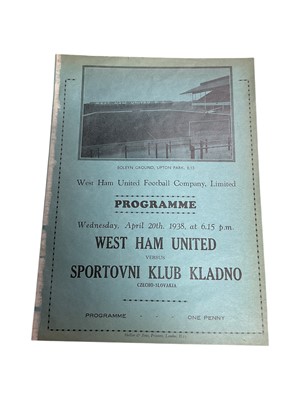 BOLEYN GROUND, UPTON PARK, E.13
West Ham United Football Company, Limited
PROGRAMME
Wednesday, April 20th, 1938, at 6.15 p.m.
WEST HAM UNITED
VERSUS
SPORTOVNI KLUB KLADNO
CZECHO-SLOVAKIA
PROGRAMME - - - ONE PENNY